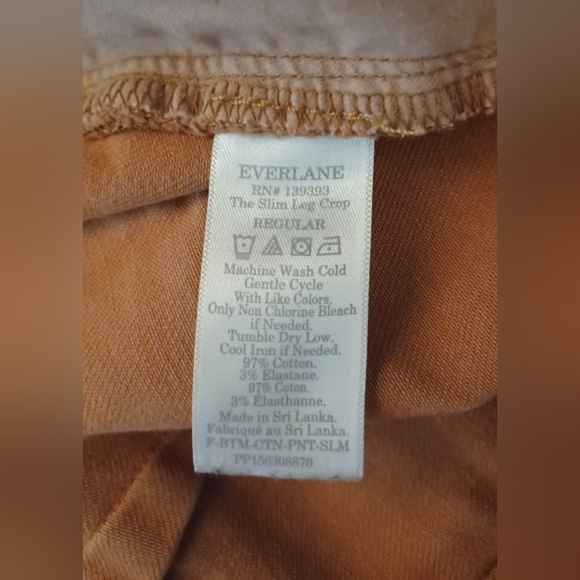 EVERLANE
RN# 139393
The Slim Leg Crop
REGULAR
Machine Wash Cold
Gentle Cycle
With Like Colors.
Only Non Chlorine Bleach
if Needed.
Tumble Dry Low.
Cool Iron if Needed.
97% Cotton.
3% Elastane.
97% Coton.
3% Elasthanne.
Made in Sri Lanka.
Fabriqué au Sri Lanka.
F-BTM-CTN-PNT-SLM
PP156908870